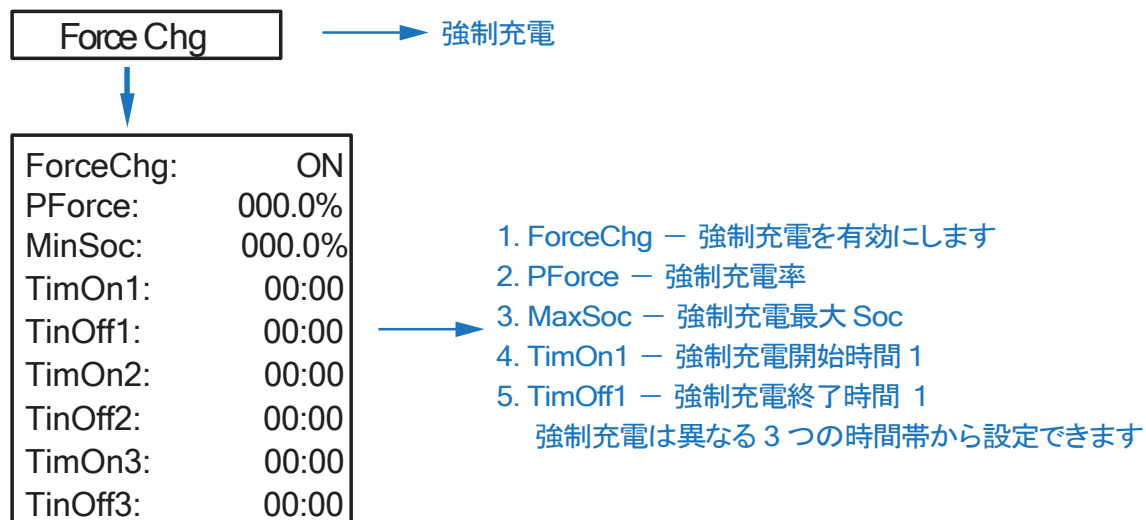 Force Chg
強制充電
ForceChg: ON
PForce: 000.0%
MinSoc: 000.0%
TimOn1: 00:00
TinOff1: 00:00
TimOn2: 00:00
TinOff2: 00:00
TimOn3: 00:00
TinOff3: 00:00
1. ForceChg － 強制充電を有効にします
2. PForce － 強制充電率
3. MaxSoc － 強制充電最大 Soc
4. TimOn1 － 強制充電開始時間 1
5. TimOff1 － 強制充電終了時間 1
強制充電は異なる 3 つの時間帯から設定できます